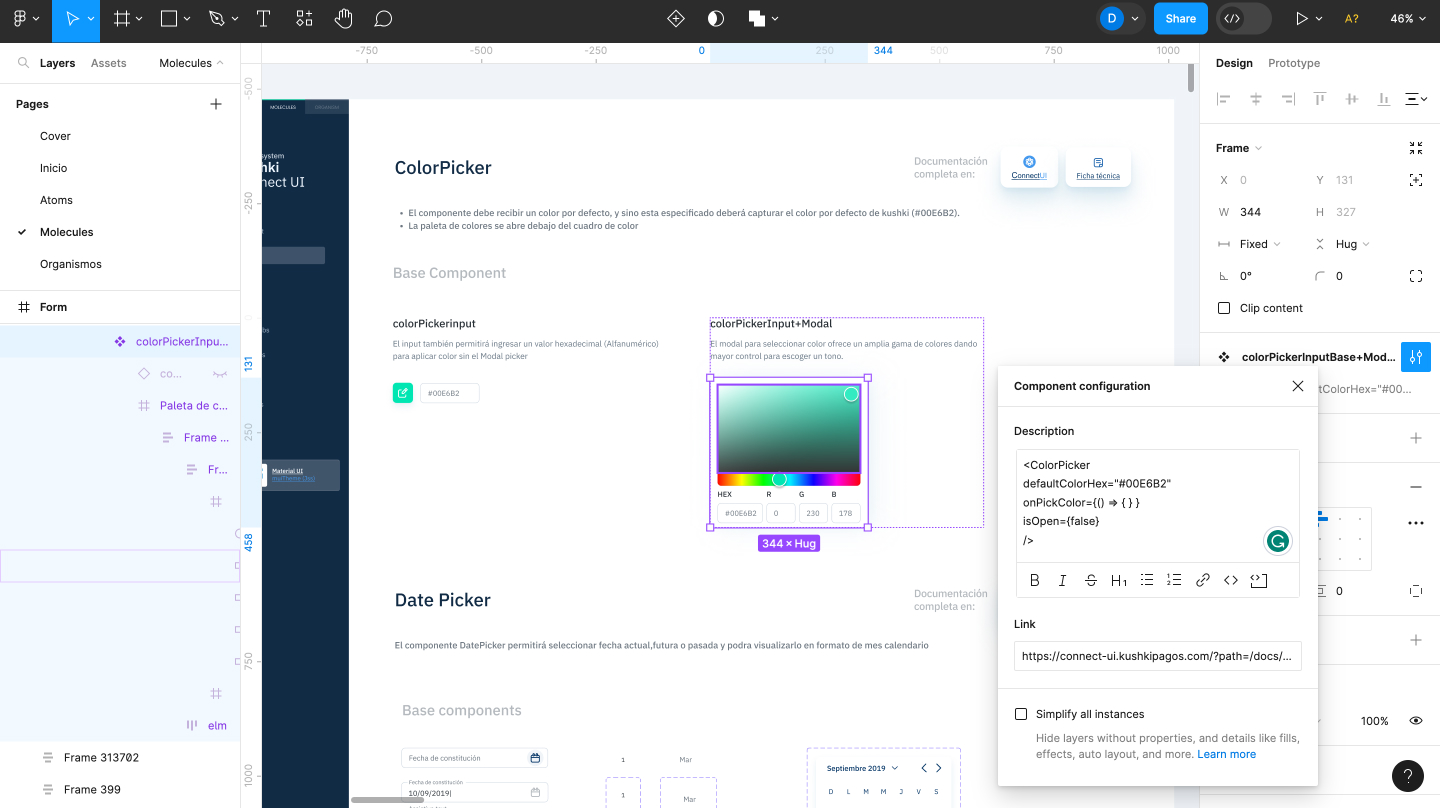 D
Share
A?
46%
Layers
Assets
Molecules
Pages
Cover
Inicio
Atoms
Molecules
Organismos
Form
colorPickerInpu...
co...
Paleta de c...
Frame ...
Fr...
elm
Frame 313702
Frame 399
-750
-500
-250
0
250
344
500
750
1000
-500
-250
0
131
250
458
750
1000
MOLECULES
ORGANISM
system
hki
nect UI
Material UI
ColorPicker
Documentación
completa en:
ConnectUI
Ficha técnica
• El componente debe recibir un color por defecto, y sino esta especificado deberá capturar el color por defecto de kushki (#00E6B2).
• La paleta de colores se abre debajo del cuadro de color
Base Component
colorPickerinput
El input también permitirá ingresar un valor hexadecimal (Alfanumérico)
para aplicar color sin el Modal picker
#00E6B2
colorPickerInput+Modal
El modal para seleccionar color ofrece un amplia gama de colores dando
mayor control para escoger un tono.
HEX R G B
#00E6B2 0 230 178
344 × Hug
Date Picker
Documentación
completa en:
El componente DatePicker permitirá seleccionar fecha actual,futura o pasada y podra visualizarlo en formato de mes calendario
Base components
Fecha de constitución
Fecha de constitución
10/09/2019|
1
Mar
1
Mar
Septiembre 2019
D L M M J V S
Design
Prototype
Frame
X 0 Y 131
W 344 H 327
Fixed Hug
0° 0
Clip content
colorPickerInputBase+Mod...
tColorHex="#00...
0
100%
Component configuration
Description
<ColorPicker
defaultColorHex="#00E6B2"
onPickColor={() ⇒ { } }
isOpen={false}
/>
Link
https://connect-ui.kushkipagos.com/?path=/docs/...
Simplify all instances
Hide layers without properties, and details like fills,
effects, auto layout, and more. Learn more
?